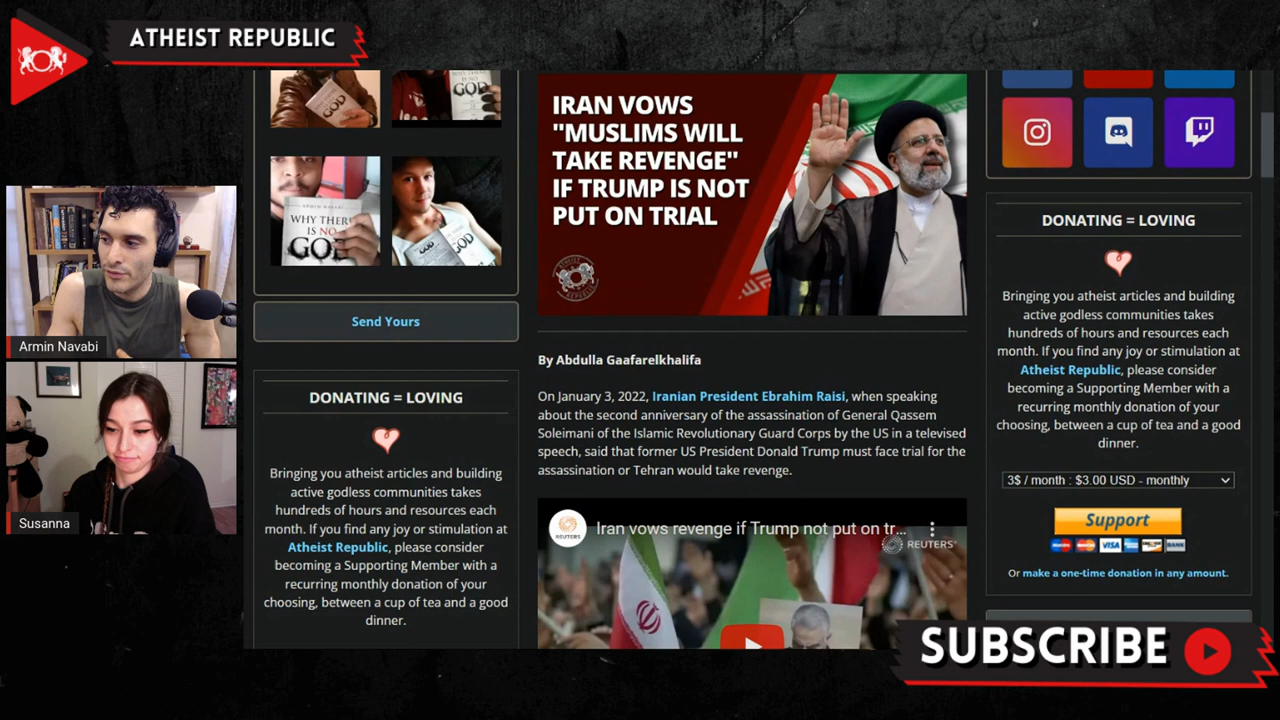 ATHEIST REPUBLIC
Armin Navabi
Susanna
GOD
GOD
WHY THERE
IS NO
GOD
GOD
Send Yours
DONATING = LOVING
Bringing you atheist articles and building
active godless communities takes
hundreds of hours and resources each
month. If you find any joy or stimulation at
Atheist Republic, please consider
becoming a Supporting Member with a
recurring monthly donation of your
choosing, between a cup of tea and a good
dinner.
IRAN VOWS
"MUSLIMS WILL
TAKE REVENGE"
IF TRUMP IS NOT
PUT ON TRIAL
By Abdulla Gaafarelkhalifa
On January 3, 2022, Iranian President Ebrahim Raisi, when speaking
about the second anniversary of the assassination of General Qassem
Soleimani of the Islamic Revolutionary Guard Corps by the US in a televised
speech, said that former US President Donald Trump must face trial for the
assassination or Tehran would take revenge.
REUTERS
Iran vows revenge if Trump not put on tr...
REUTERS
DONATING = LOVING
Bringing you atheist articles and building
active godless communities takes
hundreds of hours and resources each
month. If you find any joy or stimulation at
Atheist Republic, please consider
becoming a Supporting Member with a
recurring monthly donation of your
choosing, between a cup of tea and a good
dinner.
3$ / month : $3.00 USD - monthly
Support
VISA
BANK
Or make a one-time donation in any amount.
SUBSCRIBE